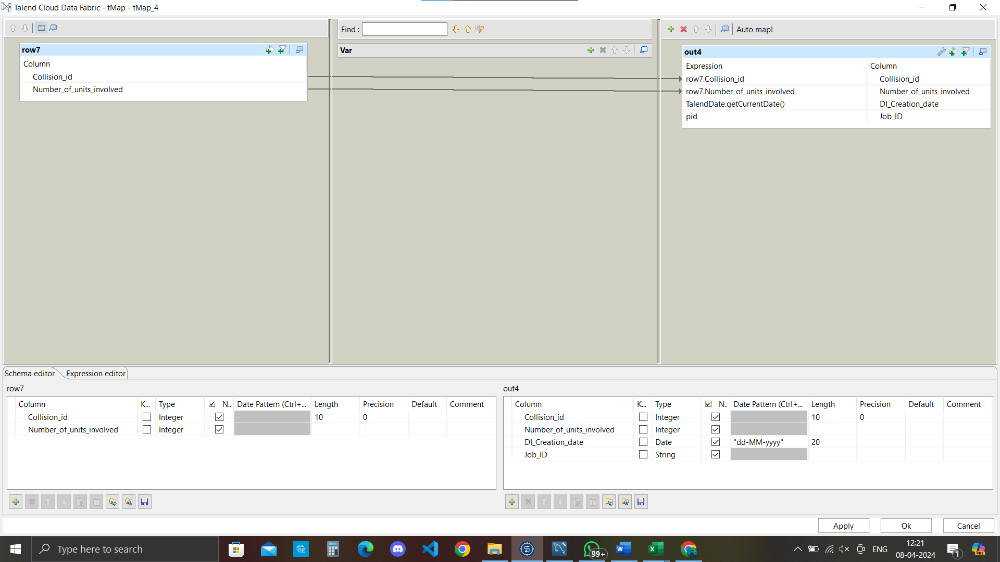 Talend Cloud Data Fabric - tMap - tMap_4
Find :
Auto map!
row7
Column
Collision_id
Number_of_units_involved
Var
out4
Expression Column
row7.Collision_id Collision_id
row7.Number_of_units_involved Number_of_units_involved
TalendDate.getCurrentDate() DI_Creation_date
pid Job_ID
Schema editor Expression editor
row7
Column K... Type N.. Date Pattern (Ctrl+... Length Precision Default Comment
Collision_id Integer 10 0
Number_of_units_involved Integer
out4
Column K... Type N.. Date Pattern (Ctrl+... Length Precision Default Comment
Collision_id Integer 10 0
Number_of_units_involved Integer
DI_Creation_date Date "dd-MM-yyyy" 20
Job_ID String
Apply Ok Cancel
Type here to search
99+
ENG
12:21
08-04-2024
1
PRE